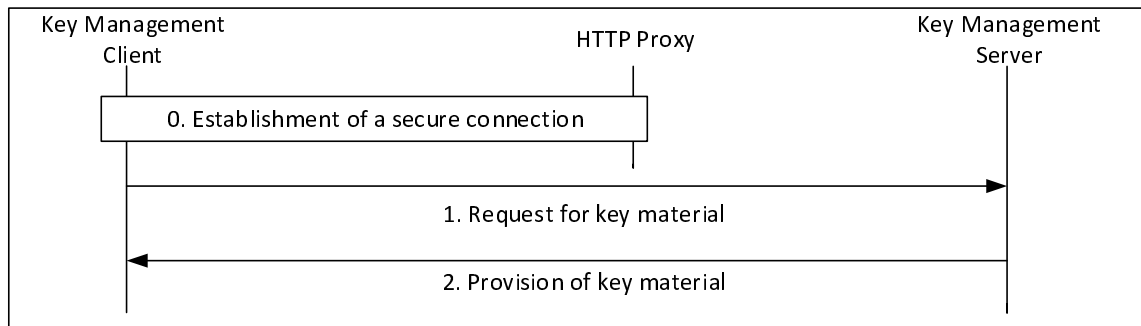 Key Management
Client
HTTP Proxy
Key Management
Server
0. Establishment of a secure connection
1. Request for key material
2. Provision of key material